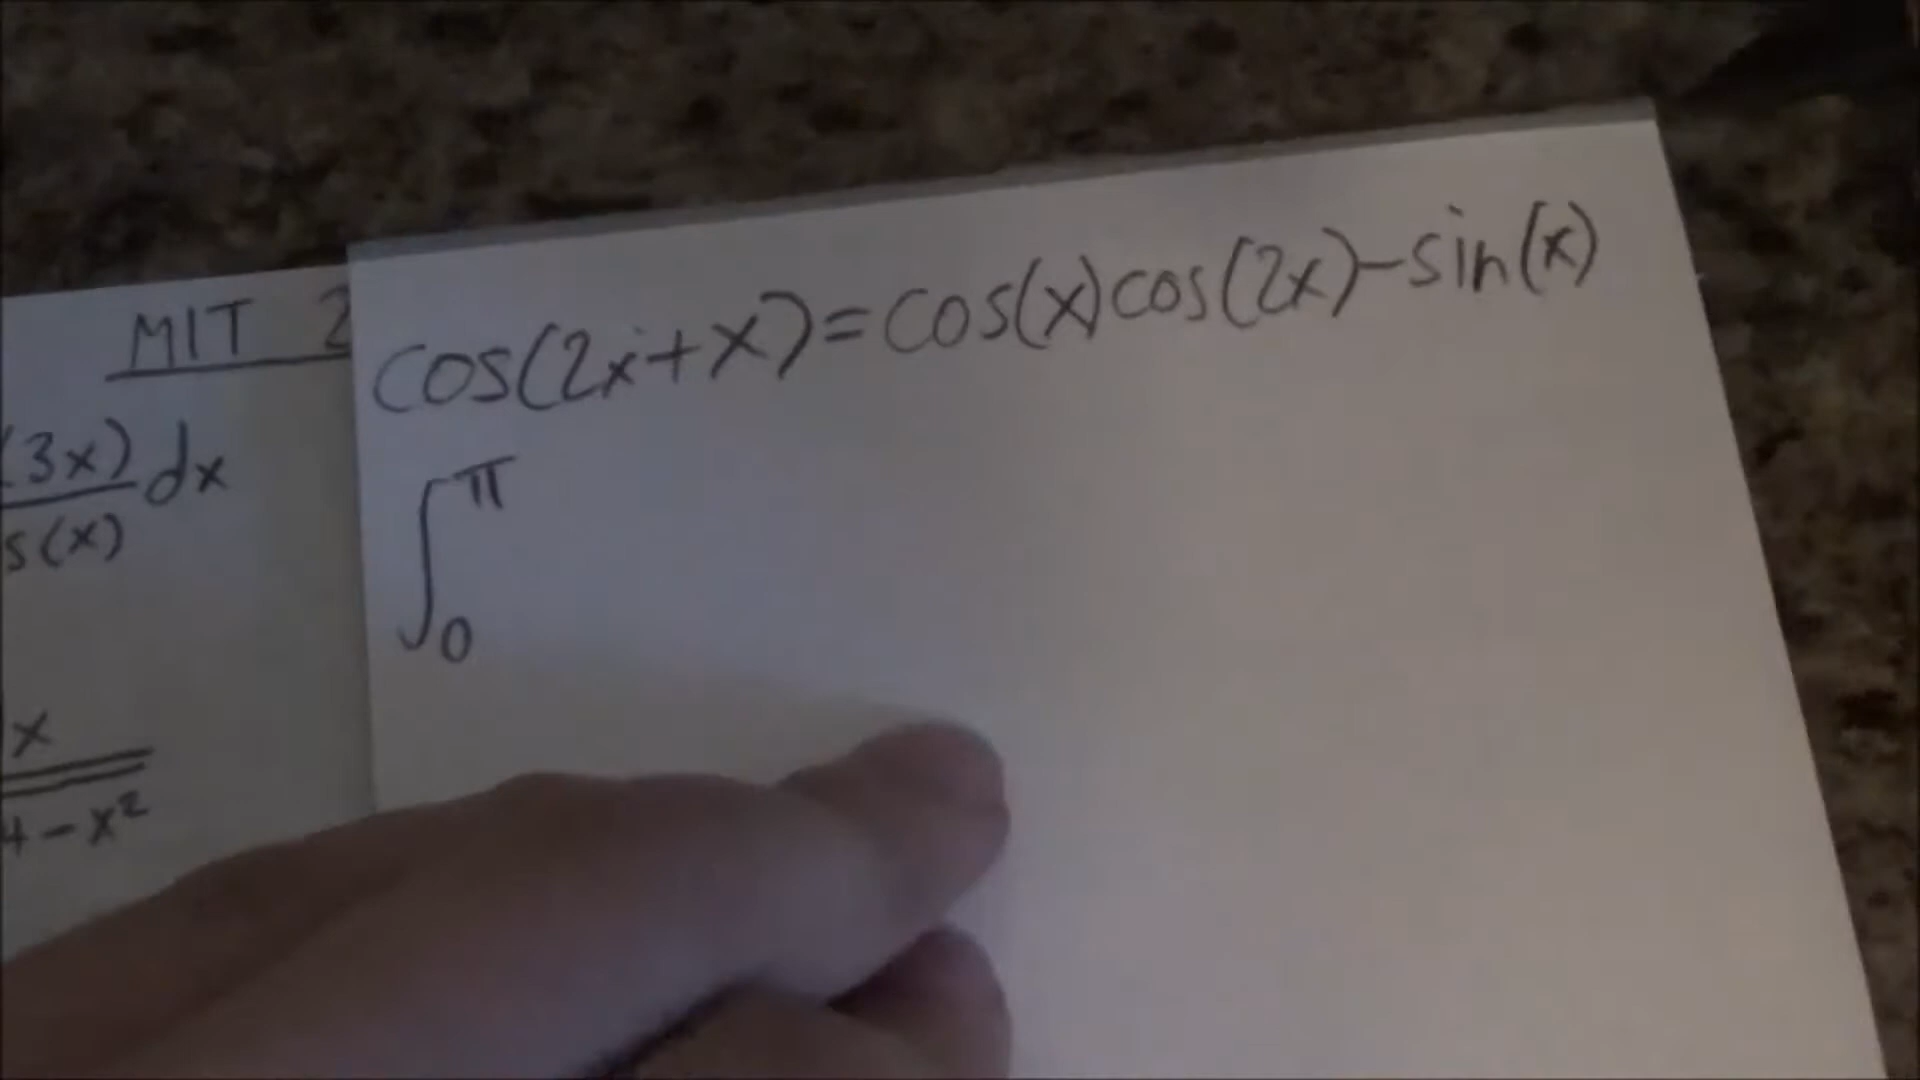 MIT 2
(3x) dx
s(x)
x
4-x²
cos(2x+x)=cos(x)cos(2x)-sin(x)
∫₀^π